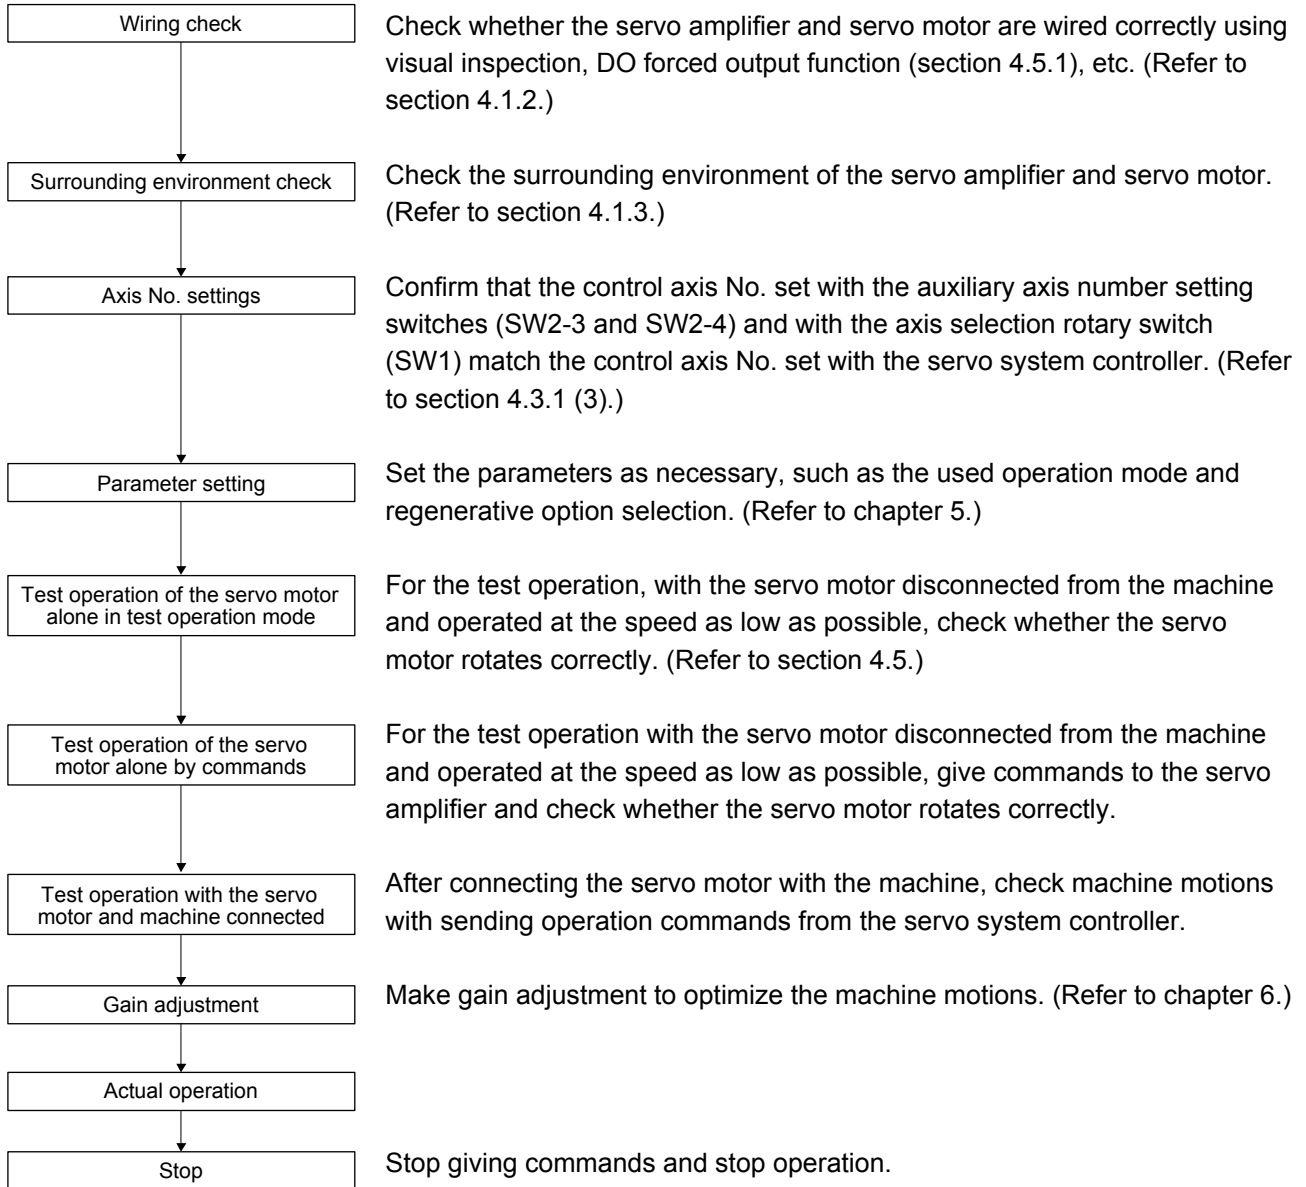 Wiring check
Check whether the servo amplifier and servo motor are wired correctly using
visual inspection, DO forced output function (section 4.5.1), etc. (Refer to
section 4.1.2.)
Surrounding environment check
Check the surrounding environment of the servo amplifier and servo motor.
(Refer to section 4.1.3.)
Axis No. settings
Confirm that the control axis No. set with the auxiliary axis number setting
switches (SW2-3 and SW2-4) and with the axis selection rotary switch
(SW1) match the control axis No. set with the servo system controller. (Refer
to section 4.3.1 (3).)
Parameter setting
Set the parameters as necessary, such as the used operation mode and
regenerative option selection. (Refer to chapter 5.)
Test operation of the servo motor
alone in test operation mode
For the test operation, with the servo motor disconnected from the machine
and operated at the speed as low as possible, check whether the servo
motor rotates correctly. (Refer to section 4.5.)
Test operation of the servo
motor alone by commands
For the test operation with the servo motor disconnected from the machine
and operated at the speed as low as possible, give commands to the servo
amplifier and check whether the servo motor rotates correctly.
Test operation with the servo
motor and machine connected
After connecting the servo motor with the machine, check machine motions
with sending operation commands from the servo system controller.
Gain adjustment
Make gain adjustment to optimize the machine motions. (Refer to chapter 6.)
Actual operation
Stop
Stop giving commands and stop operation.